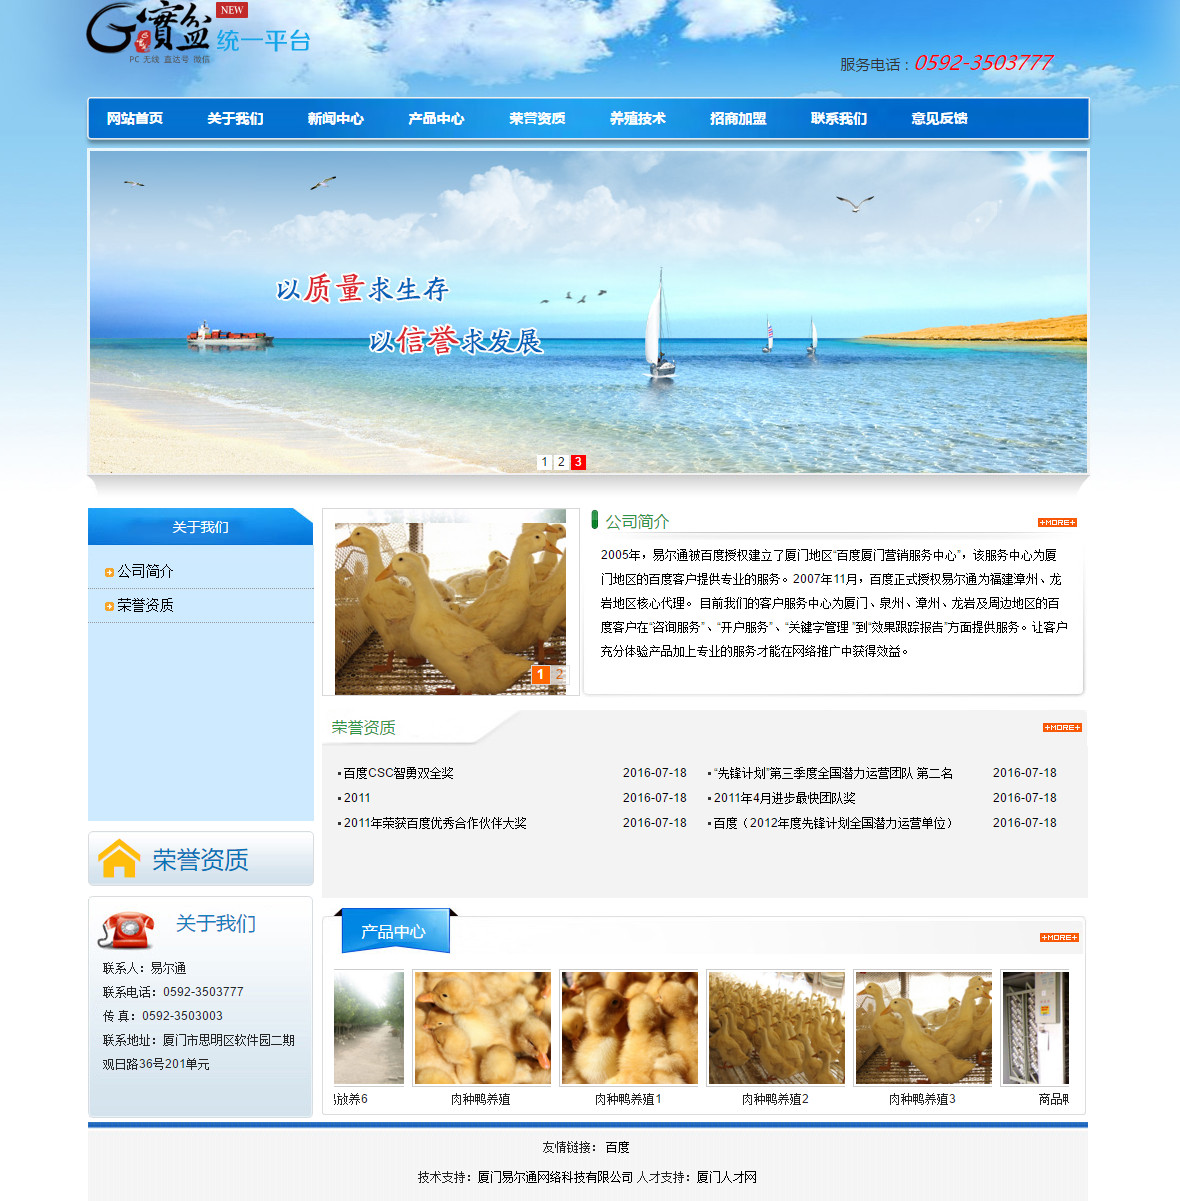 G寶盆
NEW
统一平台
PC 无线 直达号 微信
服务电话：0592-3503777
网站首页 关于我们 新闻中心 产品中心 荣营资质 养殖技术 招商加盟 联系我们 意见反馈
以质量求生存
以信誉求发展
1 2 3
关于我们
公司简介
荣誉资质
1 2
公司简介
+MORE+
2005年，易尔通被百度授权建立了厦门地区“百度厦门营销服务中心”，该服务中心为厦
门地区的百度客户提供专业的服务。2007年11月，百度正式授权易尔通为福建漳州、龙
岩地区核心代理。 目前我们的客户服务中心为厦门、泉州、漳州、龙岩及周边地区的百
度客户在“咨询服务”、“开户服务”、“关键字管理 ”到“效果跟踪报告”方面提供服务。让客户
充分体验产品加上专业的服务才能在网络推广中获得效益。
荣誉资质
+MORE+
百度CSC智勇双全奖 2016-07-18
“先锋计划”第三季度全国潜力运营团队 第二名 2016-07-18
2011 2016-07-18
2011年4月进步最快团队奖 2016-07-18
2011年荣获百度优秀合作伙伴大奖 2016-07-18
百度（2012年度先锋计划全国潜力运营单位） 2016-07-18
荣誉资质
关于我们
联系人：易尔通
联系电话：0592-3503777
传 真：0592-3503003
联系地址：厦门市思明区软件园二期
观日路36号201单元
产品中心
+MORE+
放养6 肉种鸭养殖 肉种鸭养殖1 肉种鸭养殖2 肉种鸭养殖3 商品
友情链接： 百度
技术支持：厦门易尔通网络科技有限公司 人才支持：厦门人才网